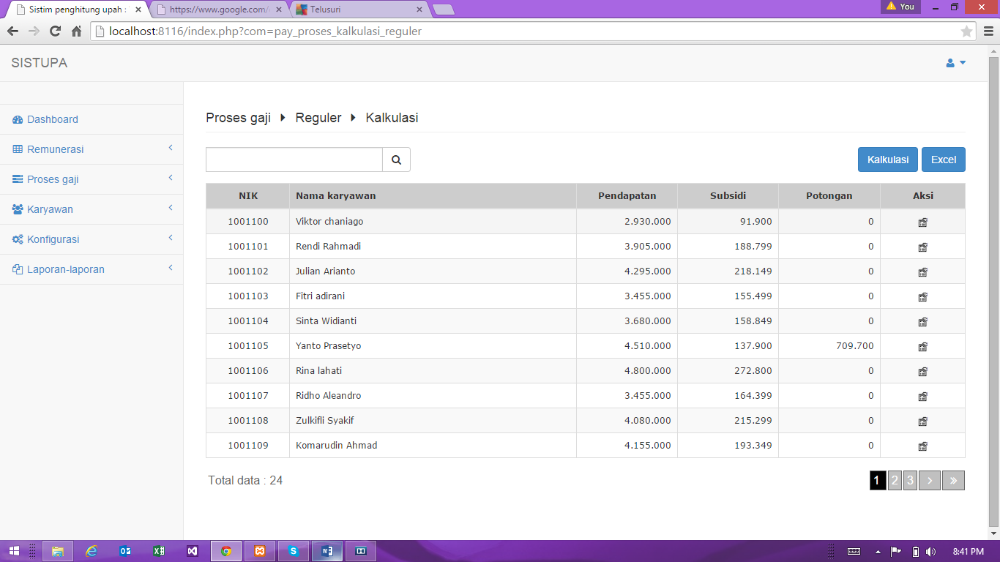 Sistim penghitung upah :
https://www.google.com/
Telusuri
You
localhost:8116/index.php?com=pay_proses_kalkulasi_reguler
SISTUPA
Dashboard
Remunerasi
Proses gaji
Karyawan
Konfigurasi
Laporan-laporan
Proses gaji Reguler Kalkulasi
Kalkulasi Excel
NIK Nama karyawan Pendapatan Subsidi Potongan Aksi
1001100 Viktor chaniago 2.930.000 91.900 0
1001101 Rendi Rahmadi 3.905.000 188.799 0
1001102 Julian Arianto 4.295.000 218.149 0
1001103 Fitri adirani 3.455.000 155.499 0
1001104 Sinta Widianti 3.680.000 158.849 0
1001105 Yanto Prasetyo 4.510.000 137.900 709.700
1001106 Rina lahati 4.800.000 272.800 0
1001107 Ridho Aleandro 3.455.000 164.399 0
1001108 Zulkifli Syakif 4.080.000 215.299 0
1001109 Komarudin Ahmad 4.155.000 193.349 0
Total data : 24
1 2 3 › »
8:41 PM